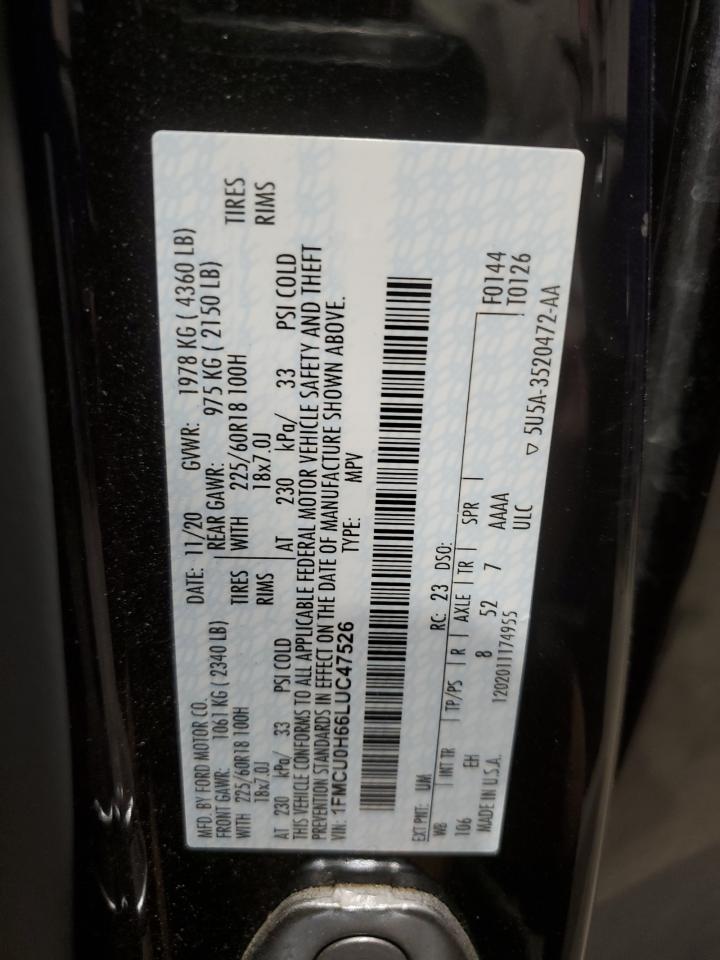 MFD. BY FORD MOTOR CO.
DATE: 11/20 GVWR: 1978 KG ( 4360 LB)
FRONT GAWR: 1061 KG ( 2340 LB) REAR GAWR: 975 KG ( 2150 LB)
WITH 225/60R18 100H TIRES WITH 225/60R18 100H TIRES
18x7.0J RIMS 18x7.0J RIMS
AT 230 kPa/ 33 PSI COLD AT 230 kPa/ 33 PSI COLD
THIS VEHICLE CONFORMS TO ALL APPLICABLE FEDERAL MOTOR VEHICLE SAFETY AND THEFT
PREVENTION STANDARDS IN EFFECT ON THE DATE OF MANUFACTURE SHOWN ABOVE.
VIN: 1FMCU0H66LUC47526 TYPE: MPV
EXT PNT: UM RC: 23 DSO: F0144
WB INT TR TP/PS R AXLE TR SPR T0126
106 EH 8 52 7 AAAA
MADE IN U.S.A. 1202011174955 ULC
▽ 5U5A-3520472-AA